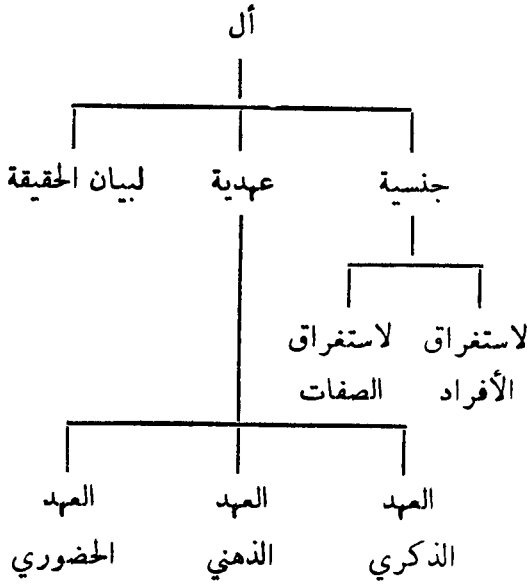 أل
جنسية عهدية لبيان الحقيقة
لاستغراق لاستغراق
الأفراد الصفات
العهد العهد العهد
الذكري الذهني الحضوري